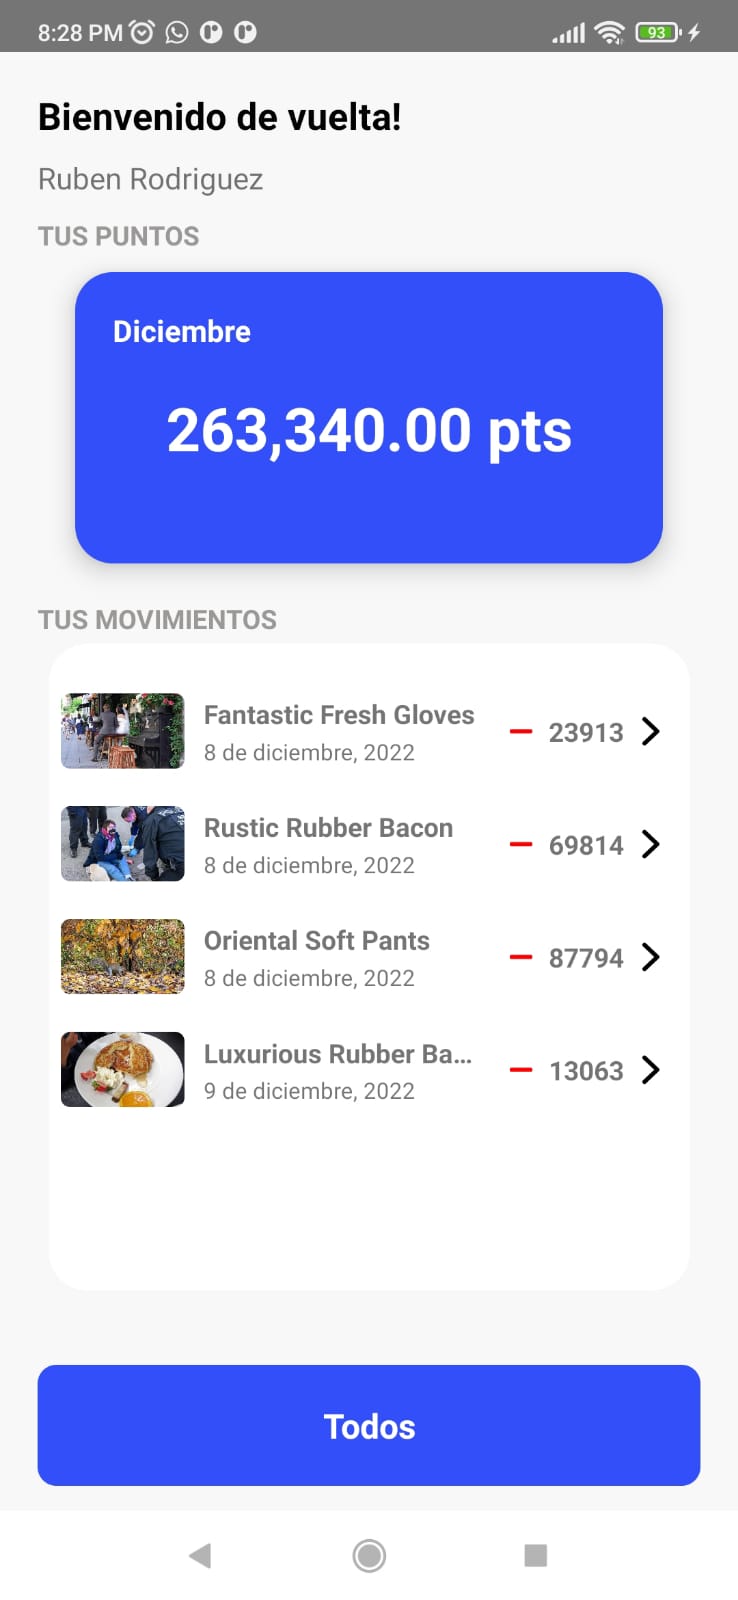 8:28 PM
93
Bienvenido de vuelta!
Ruben Rodriguez
TUS PUNTOS
Diciembre
263,340.00 pts
TUS MOVIMIENTOS
Fantastic Fresh Gloves
8 de diciembre, 2022
− 23913
Rustic Rubber Bacon
8 de diciembre, 2022
− 69814
Oriental Soft Pants
8 de diciembre, 2022
− 87794
Luxurious Rubber Ba...
9 de diciembre, 2022
− 13063
Todos